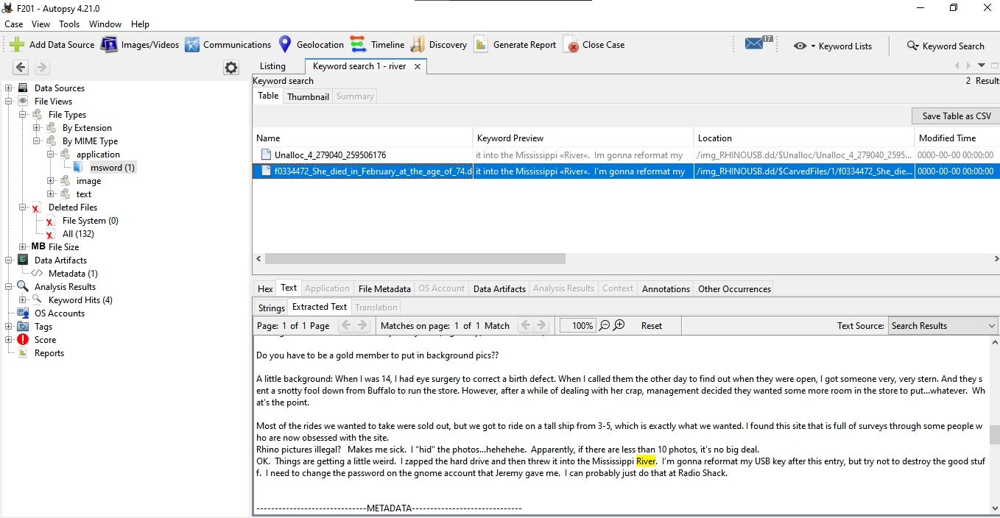 F201 - Autopsy 4.21.0
Case View Tools Window Help
Add Data Source Images/Videos Communications Geolocation Timeline Discovery Generate Report Close Case 17 Keyword Lists Keyword Search
Listing Keyword search 1 - river
Keyword search 2 Result
Table Thumbnail Summary
Save Table as CSV
Name Keyword Preview Location Modified Time
Unalloc_4_279040_259506176 it into the Mississippi «River«. Im gonna reformat my /img_RHINOUSB.dd/$Unalloc/Unalloc_4_279040_2595... 0000-00-00 00:00:00
f0334472_She_died_in_February_at_the_age_of_74.d it into the Mississippi «River«. I'm gonna reformat my /img_RHINOUSB.dd/$CarvedFiles/1/f0334472_She_die... 0000-00-00 00:00:00
Data Sources
File Views
File Types
By Extension
By MIME Type
application
msword (1)
image
text
Deleted Files
File System (0)
All (132)
MB File Size
Data Artifacts
Metadata (1)
Analysis Results
Keyword Hits (4)
OS Accounts
Tags
Score
Reports
Hex Text Application File Metadata OS Account Data Artifacts Analysis Results Context Annotations Other Occurrences
Strings Extracted Text Translation
Page: 1 of 1 Page Matches on page: 1 of 1 Match 100% Reset Text Source: Search Results
Do you have to be a gold member to put in background pics??
A little background: When I was 14, I had eye surgery to correct a birth defect. When I called them the other day to find out when they were open, I got someone very, very stern. And they s
ent a snotty fool down from Buffalo to run the store. However, after a while of dealing with her crap, management decided they wanted some more room in the store to put...whatever. Wh
at's the point.
Most of the rides we wanted to take were sold out, but we got to ride on a tall ship from 3-5, which is exactly what we wanted. I found this site that is full of surveys through some people w
ho are now obsessed with the site.
Rhino pictures illegal? Makes me sick. I “hid” the photos...hehehehe. Apparently, if there are less than 10 photos, it's no big deal.
OK. Things are getting a little weird. I zapped the hard drive and then threw it into the Mississippi River. I'm gonna reformat my USB key after this entry, but try not to destroy the good stuf
f. I need to change the password on the gnome account that Jeremy gave me. I can probably just do that at Radio Shack.
------------------------------METADATA------------------------------